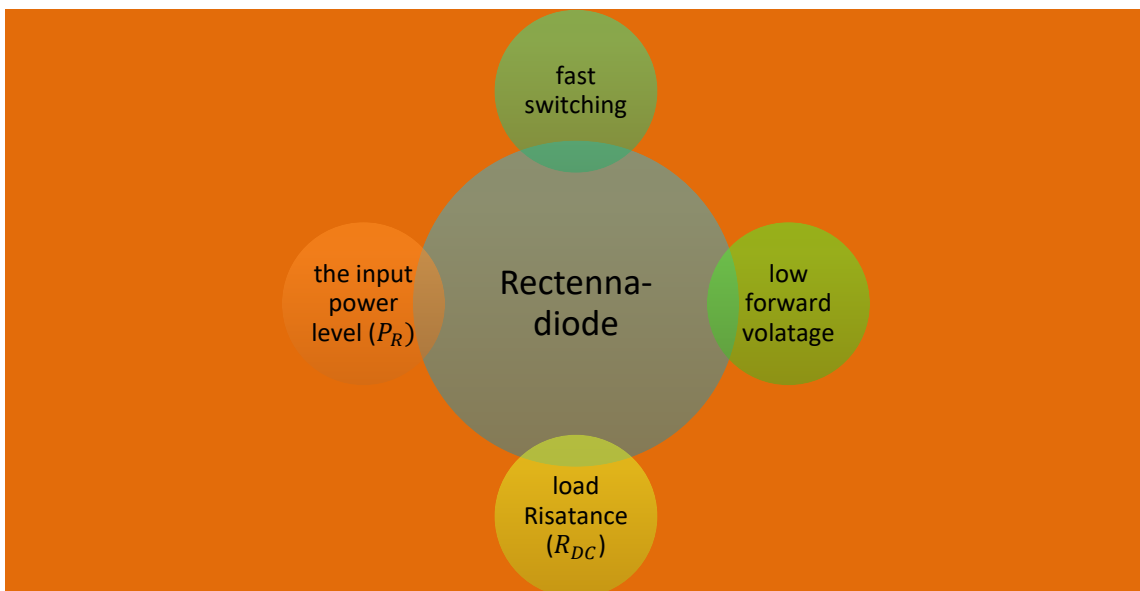 fast
switching
the input
power
level (P_R)
Rectenna-
diode
low
forward
volatage
load
Risatance
(R_DC)